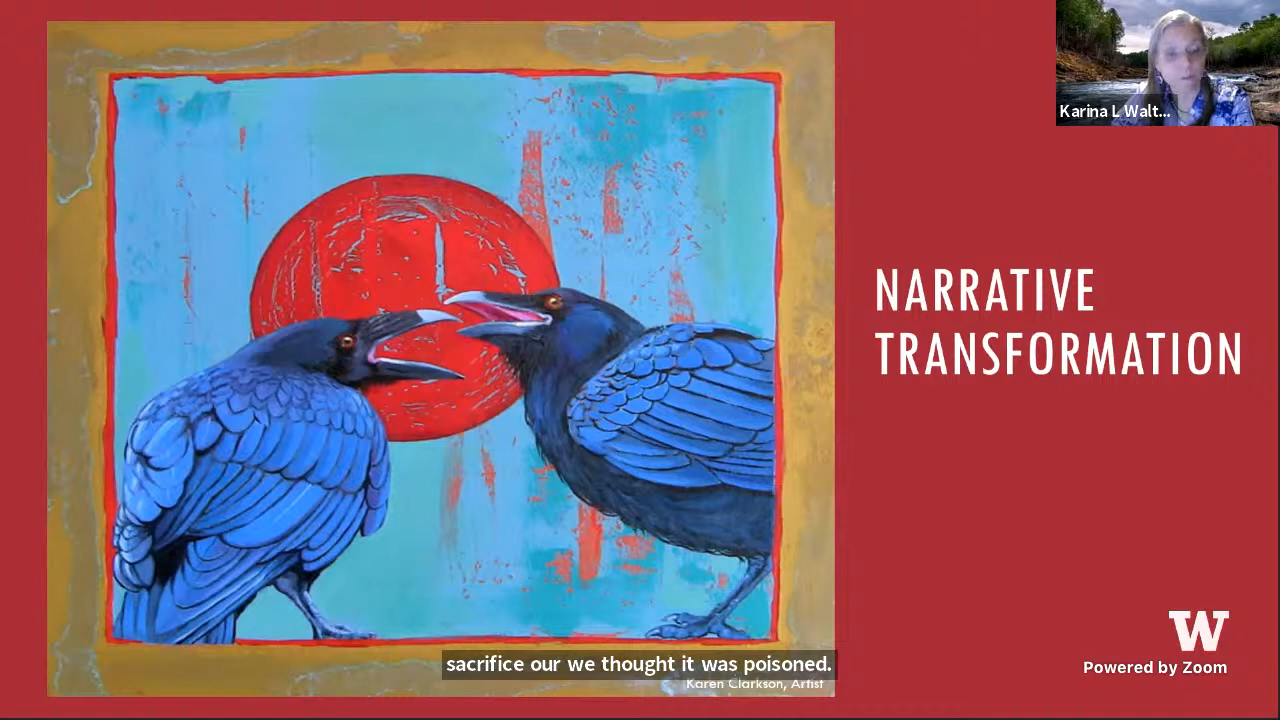 Karina L Walt...
NARRATIVE
TRANSFORMATION
sacrifice our we thought it was poisoned.
Karen Clarkson, Artist
W
Powered by Zoom